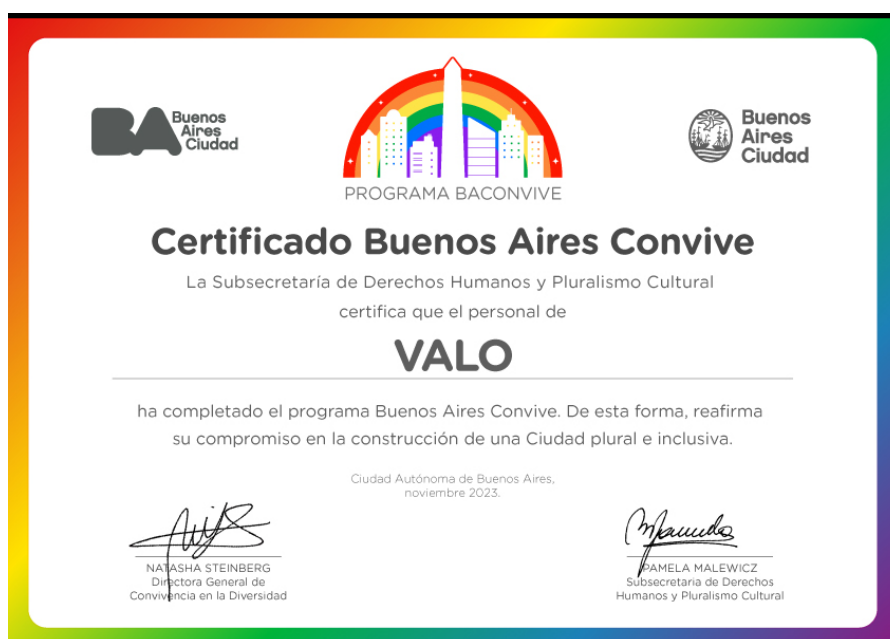 BA Buenos
Aires
Ciudad
PROGRAMA BACONVIVE
Buenos
Aires
Ciudad
Certificado Buenos Aires Convive
La Subsecretaría de Derechos Humanos y Pluralismo Cultural
certifica que el personal de
VALO
ha completado el programa Buenos Aires Convive. De esta forma, reafirma
su compromiso en la construcción de una Ciudad plural e inclusiva.
Ciudad Autónoma de Buenos Aires,
noviembre 2023.
NATASHA STEINBERG
Directora General de
Convivencia en la Diversidad
PAMELA MALEWICZ
Subsecretaria de Derechos
Humanos y Pluralismo Cultural